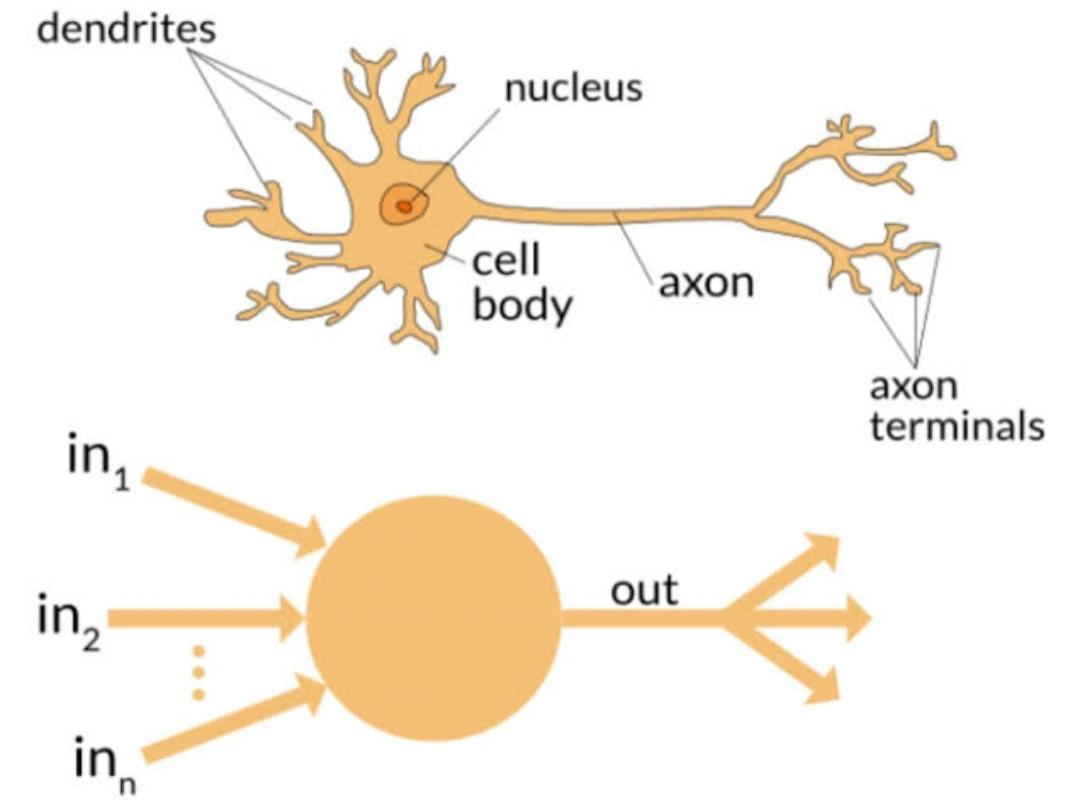 dendrites
nucleus
cell
body
axon
axon
terminals
in₁
in₂
inₙ
out